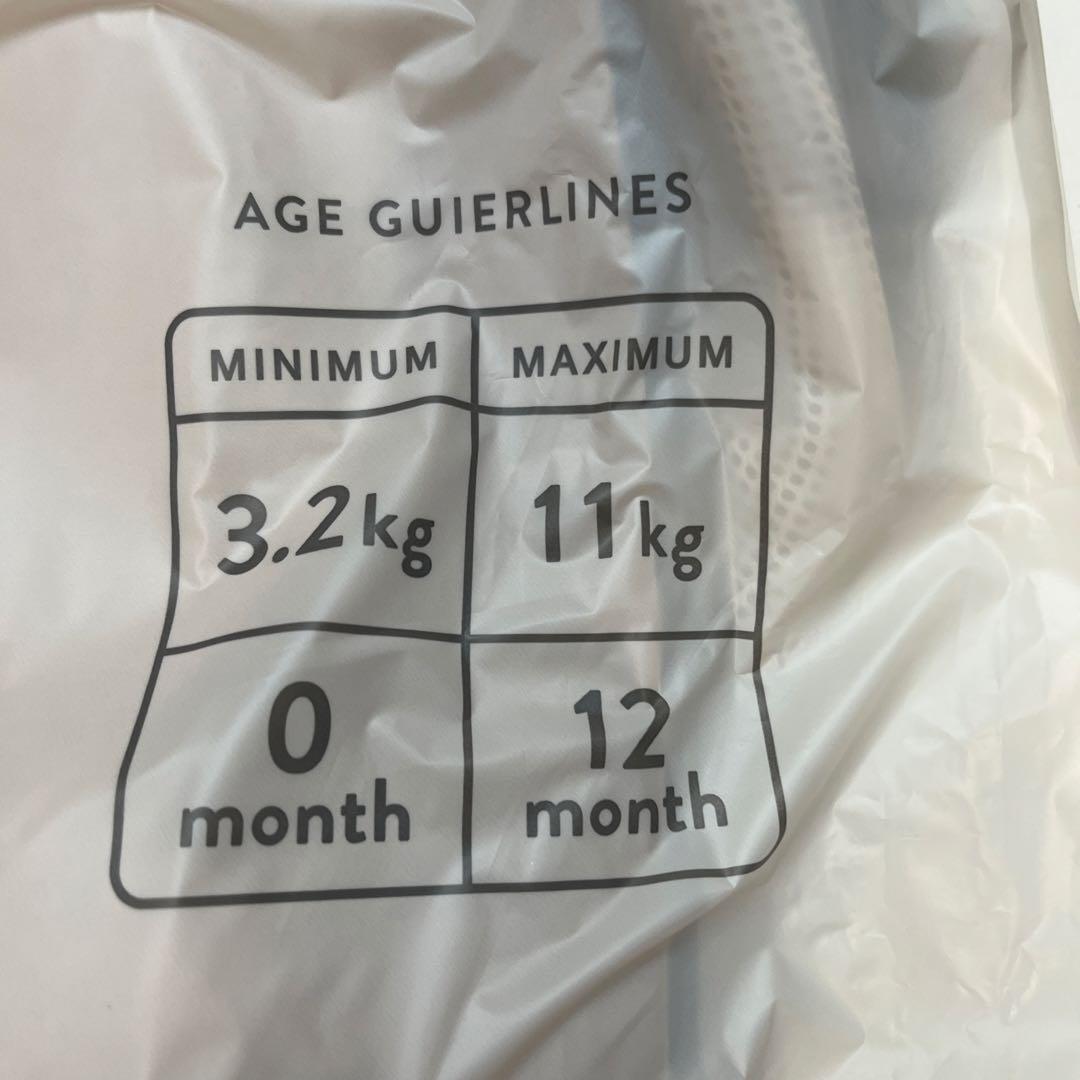 AGE GUIERLINES
MINIMUM MAXIMUM
3.2kg 11kg
0 12
month month